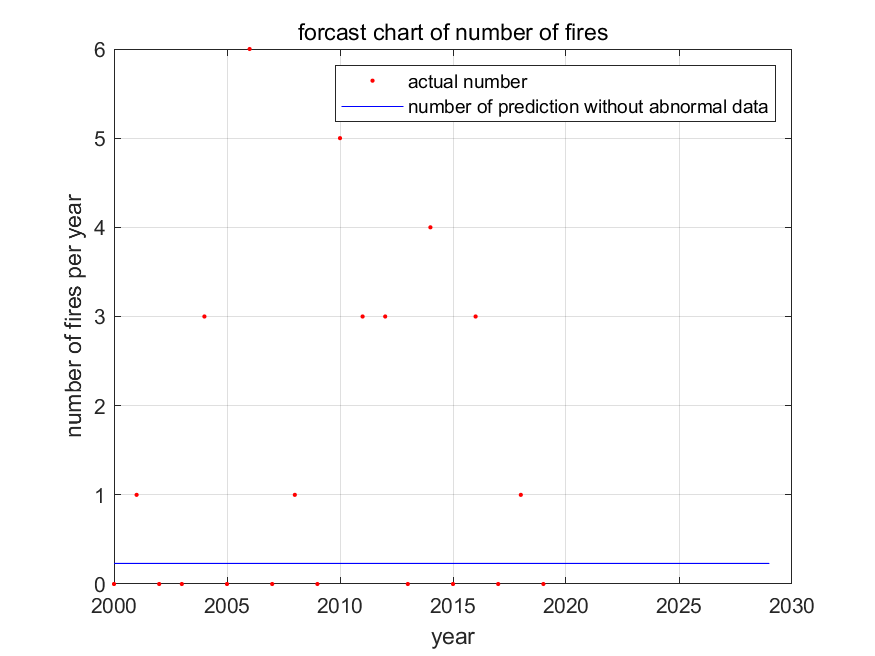 forcast chart of number of fires
actual number
number of prediction without abnormal data
number of fires per year
6
5
4
3
2
1
0
2000 2005 2010 2015 2020 2025 2030
year